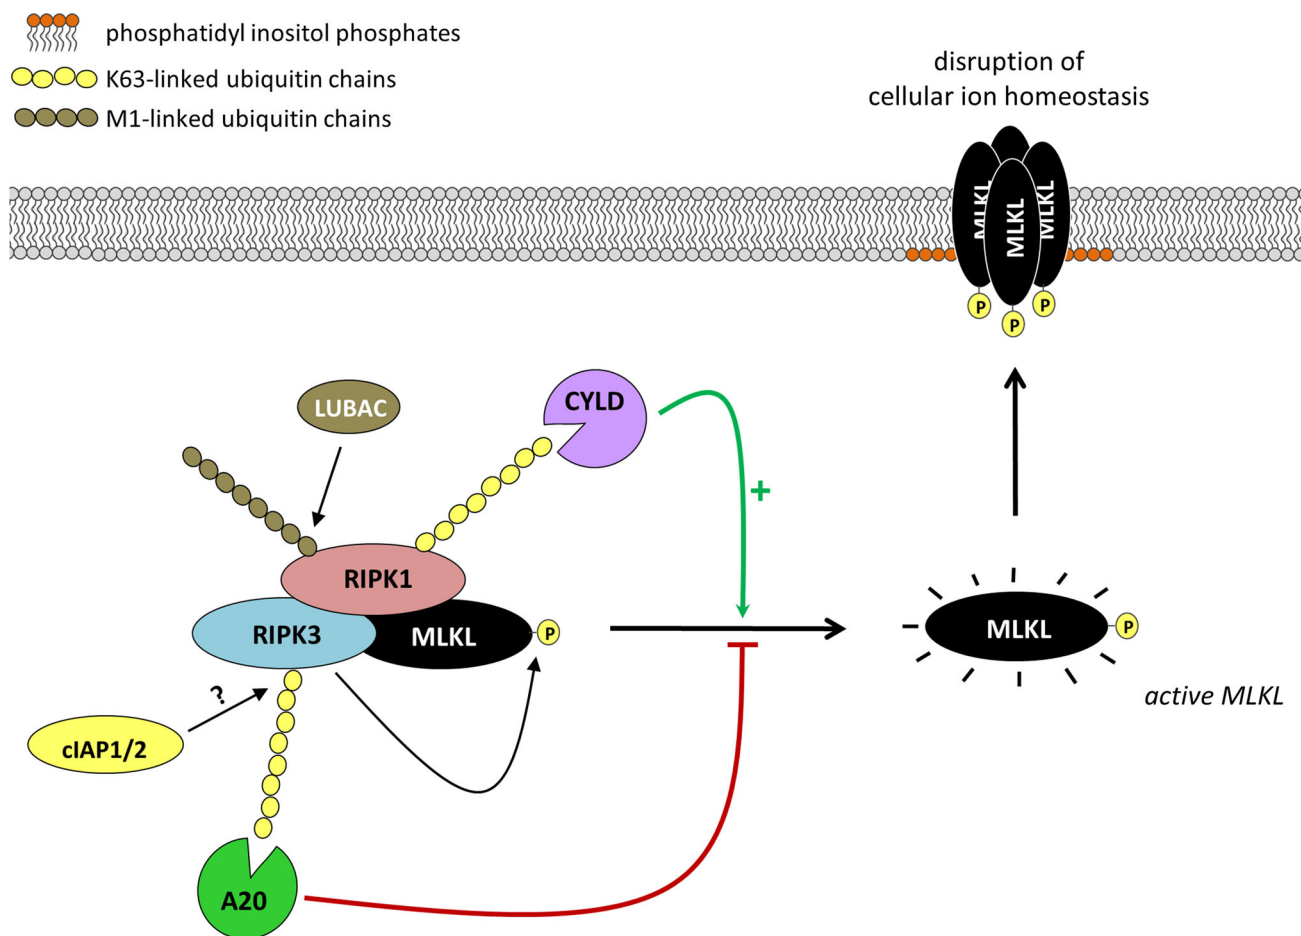 phosphatidyl inositol phosphates
K63-linked ubiquitin chains
M1-linked ubiquitin chains
disruption of
cellular ion homeostasis
MLKL
MLKL
MLKL
P
P
P
LUBAC
CYLD
+
RIPK1
RIPK3
MLKL
P
MLKL
P
active MLKL
?
cIAP1/2
A20